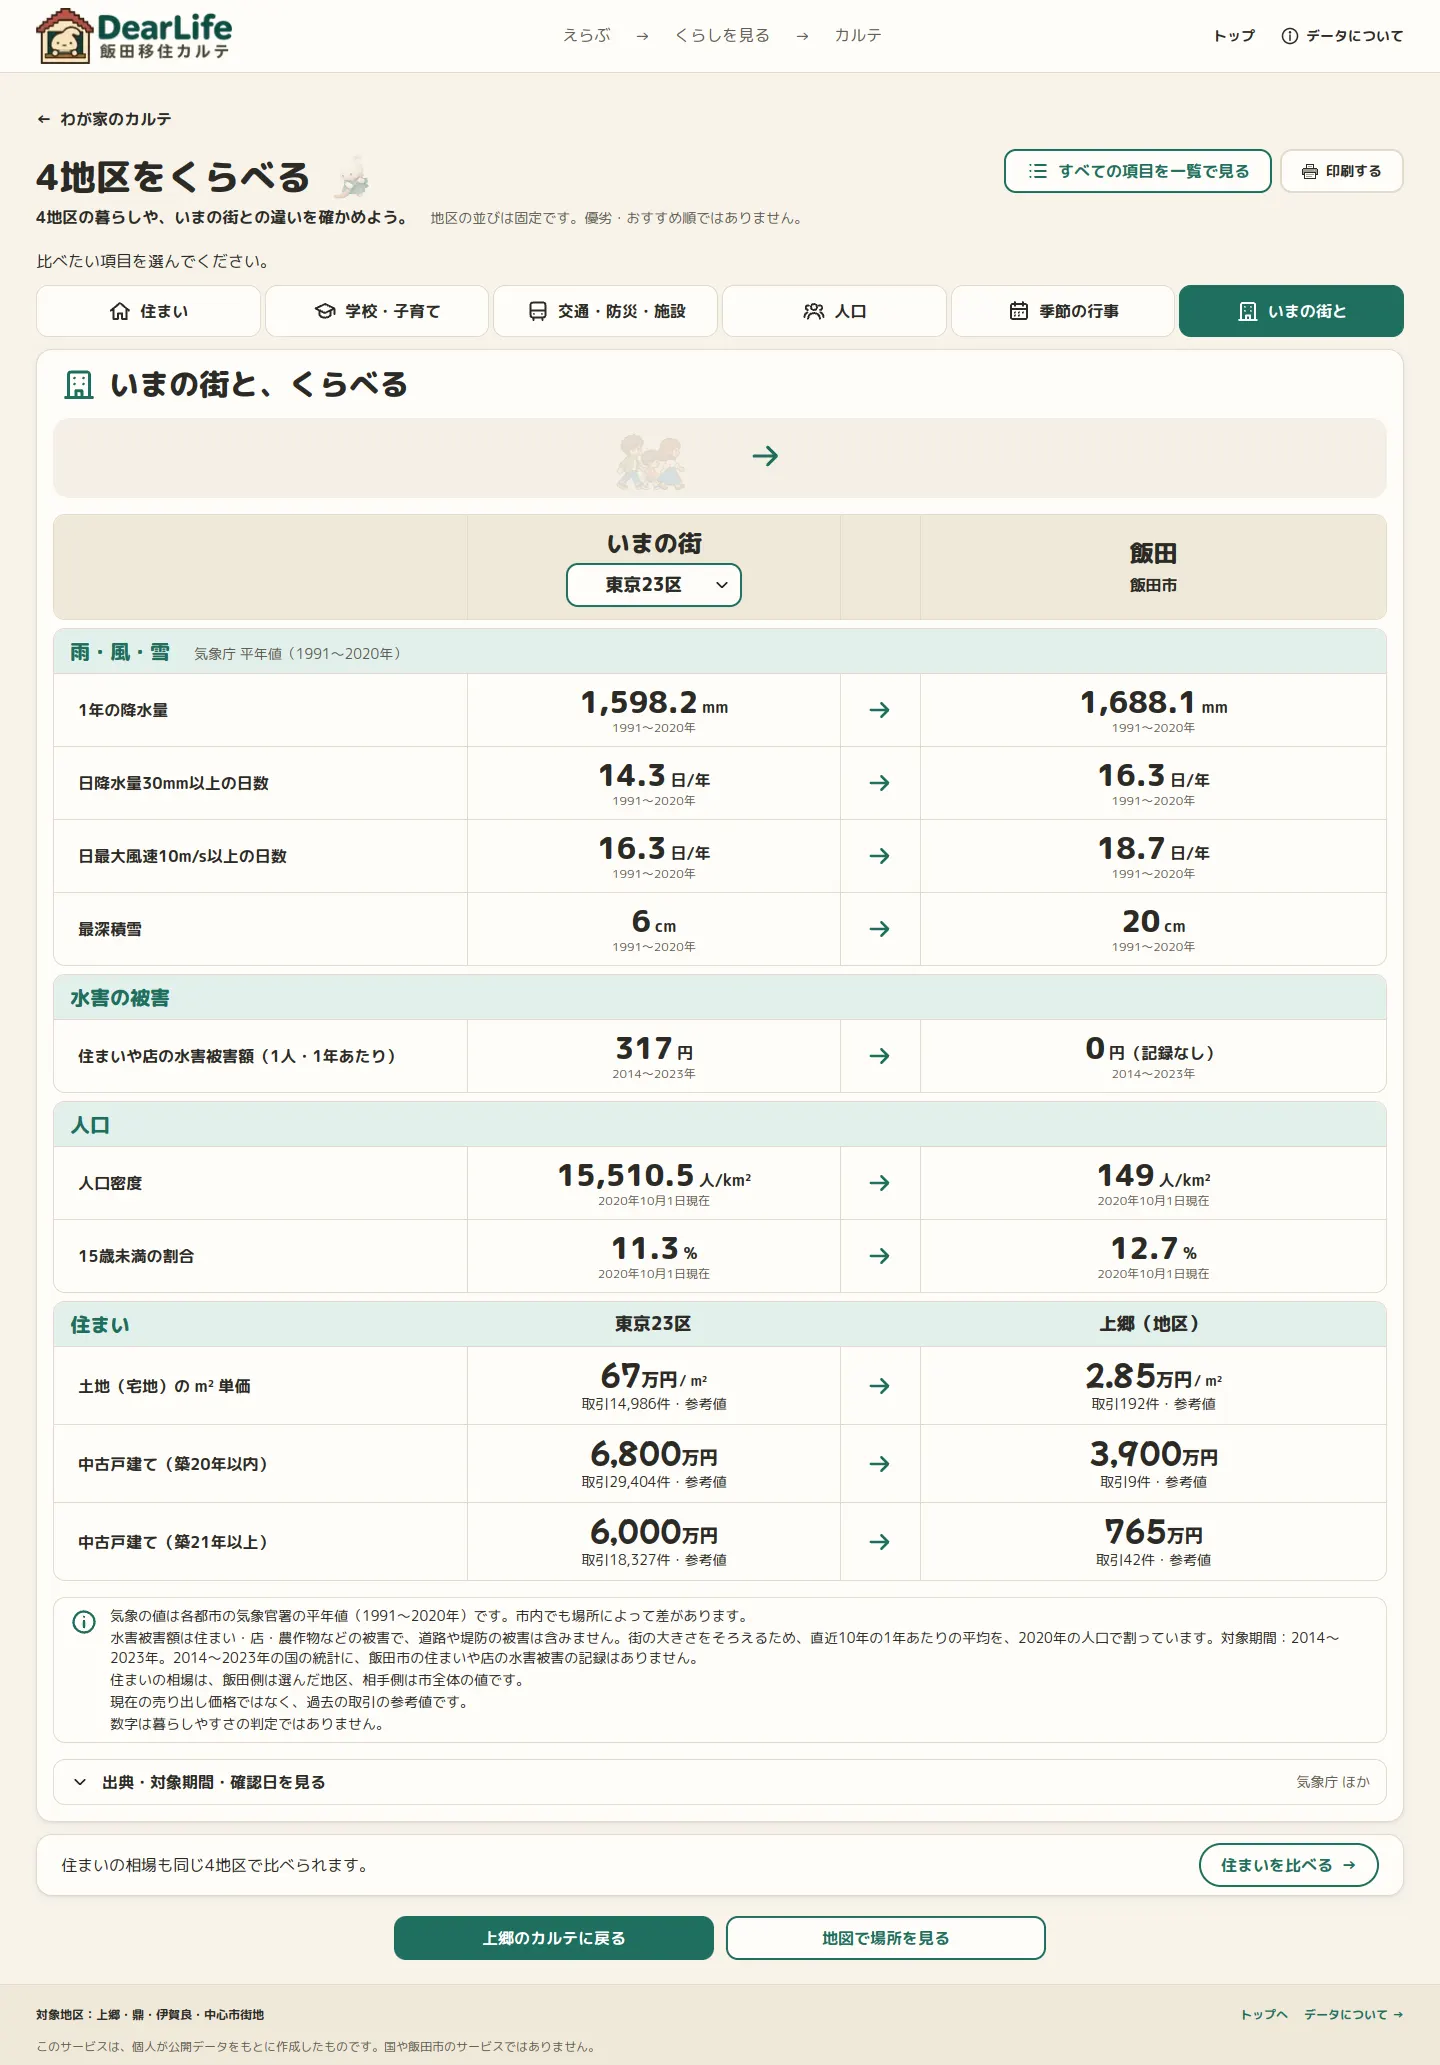 DearLife
飯田移住カルテ
えらぶ → くらしを見る → カルテ
トップ データについて
← わが家のカルテ
4地区をくらべる
すべての項目を一覧で見る
印刷する
4地区の暮らしや、いまの街との違いを確かめよう。 地区の並びは固定です。優劣・おすすめ順ではありません。
比べたい項目を選んでください。
住まい 学校・子育て 交通・防災・施設 人口 季節の行事 いまの街と
いまの街と、くらべる
→
いまの街
東京23区
飯田
飯田市
雨・風・雪 気象庁 平年値（1991〜2020年）
1年の降水量 1,598.2 mm → 1,688.1 mm
1991〜2020年 1991〜2020年
日降水量30mm以上の日数 14.3 日/年 → 16.3 日/年
1991〜2020年 1991〜2020年
日最大風速10m/s以上の日数 16.3 日/年 → 18.7 日/年
1991〜2020年 1991〜2020年
最深積雪 6 cm → 20 cm
1991〜2020年 1991〜2020年
水害の被害
住まいや店の水害被害額（1人・1年あたり） 317 円 → 0 円（記録なし）
2014〜2023年 2014〜2023年
人口
人口密度 15,510.5 人/km² → 149 人/km²
2020年10月1日現在 2020年10月1日現在
15歳未満の割合 11.3 % → 12.7 %
2020年10月1日現在 2020年10月1日現在
住まい 東京23区 上郷（地区）
土地（宅地）の m² 単価 67万円 / m² → 2.85万円 / m²
取引14,986件・参考値 取引192件・参考値
中古戸建て（築20年以内） 6,800万円 → 3,900万円
取引29,404件・参考値 取引9件・参考値
中古戸建て（築21年以上） 6,000万円 → 765万円
取引18,327件・参考値 取引42件・参考値
気象の値は各都市の気象官署の平年値（1991〜2020年）です。市内でも場所によって差があります。
水害被害額は住まい・店・農作物などの被害で、道路や堤防の被害は含みません。街の大きさをそろえるため、直近10年の1年あたりの平均を、2020年の人口で割っています。対象期間：2014〜
2023年。2014〜2023年の国の統計に、飯田市の住まいや店の水害被害の記録はありません。
住まいの相場は、飯田側は選んだ地区、相手側は市全体の値です。
現在の売り出し価格ではなく、過去の取引の参考値です。
数字は暮らしやすさの判定ではありません。
出典・対象期間・確認日を見る 気象庁 ほか
住まいの相場も同じ4地区で比べられます。 住まいを比べる →
上郷のカルテに戻る 地図で場所を見る
対象地区：上郷・鼎・伊賀良・中心市街地 トップへ データについて →
このサービスは、個人が公開データをもとに作成したものです。国や飯田市のサービスではありません。